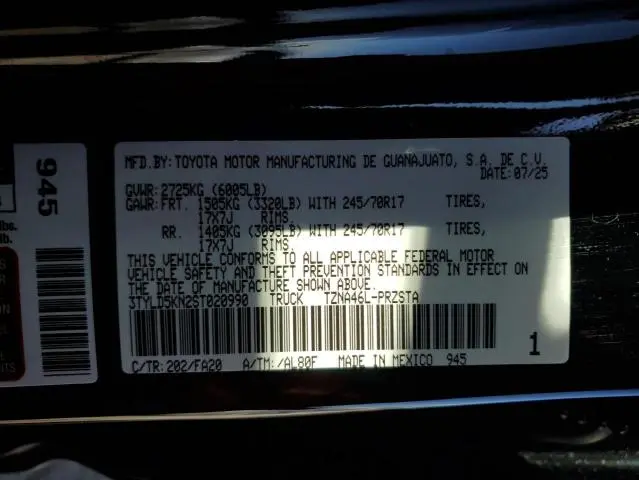 945
lb.
MFD.BY:TOYOTA MOTOR MANUFACTURING DE GUANAJUATO, S.A. DE C.V.
DATE:07/25
GVWR:2725KG (6005LB)
GAWR:FRT. 1505KG (3320LB) WITH 245/70R17 TIRES,
17X7J RIMS.
RR. 1405KG (3095LB) WITH 245/70R17 TIRES,
17X7J RIMS.
THIS VEHICLE CONFORMS TO ALL APPLICABLE FEDERAL MOTOR
VEHICLE SAFETY AND THEFT PREVENTION STANDARDS IN EFFECT ON
THE DATE OF MANUFACTURE SHOWN ABOVE.
3TYLD5KN2ST020990 TRUCK TZNA46L-PRZSTA
1
C/TR:202/FA20 A/TM:/AL80F MADE IN MEXICO 945